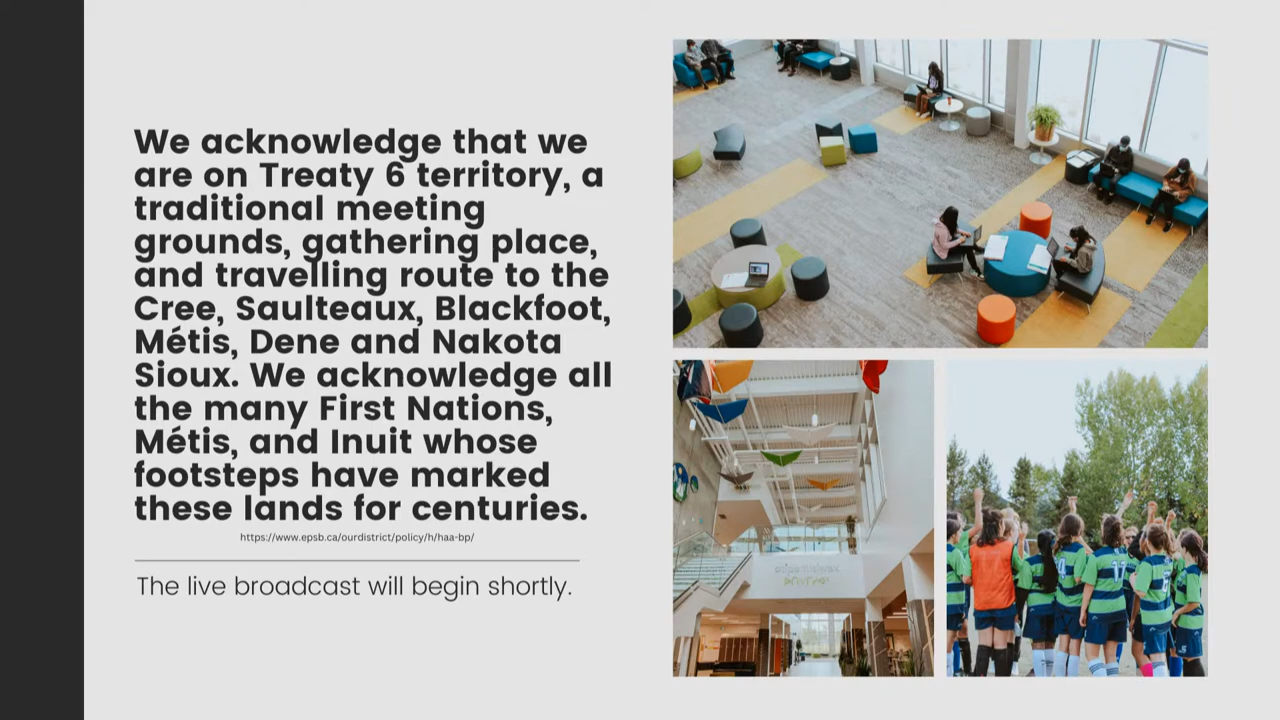 We acknowledge that we
are on Treaty 6 territory, a
traditional meeting
grounds, gathering place,
and travelling route to the
Cree, Saulteaux, Blackfoot,
Métis, Dene and Nakota
Sioux. We acknowledge all
the many First Nations,
Métis, and Inuit whose
footsteps have marked
these lands for centuries.
https://www.epsb.ca/ourdistrict/policy/h/haa-bp/
The live broadcast will begin shortly.
17